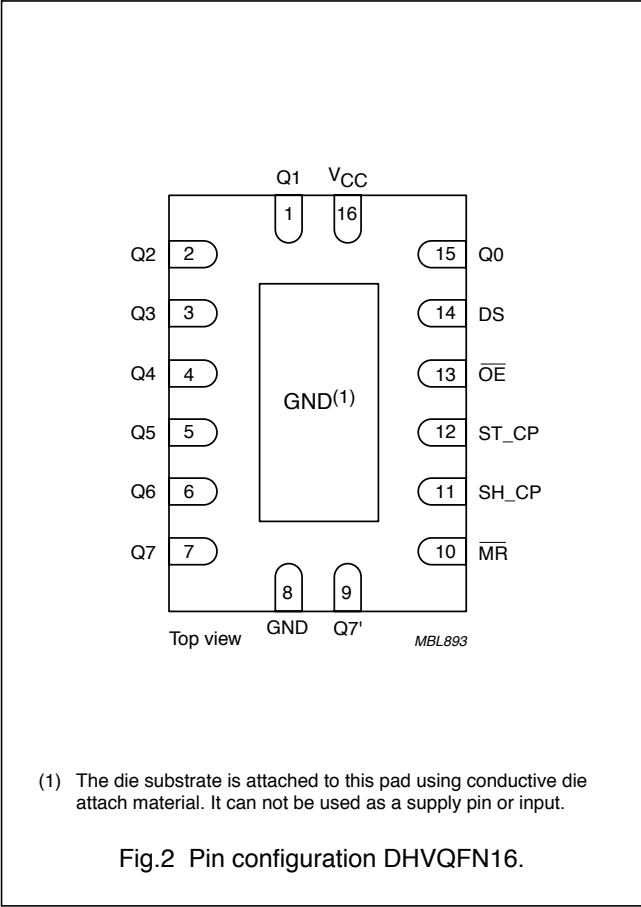 Q1 VCC
1 16
Q2 2 15 Q0
Q3 3 14 DS
Q4 4 13 O̅E̅
GND(1)
Q5 5 12 ST_CP
Q6 6 11 SH_CP
Q7 7 10 M̅R̅
8 9
Top view GND Q7' MBL893
(1) The die substrate is attached to this pad using conductive die
attach material. It can not be used as a supply pin or input.
Fig.2 Pin configuration DHVQFN16.